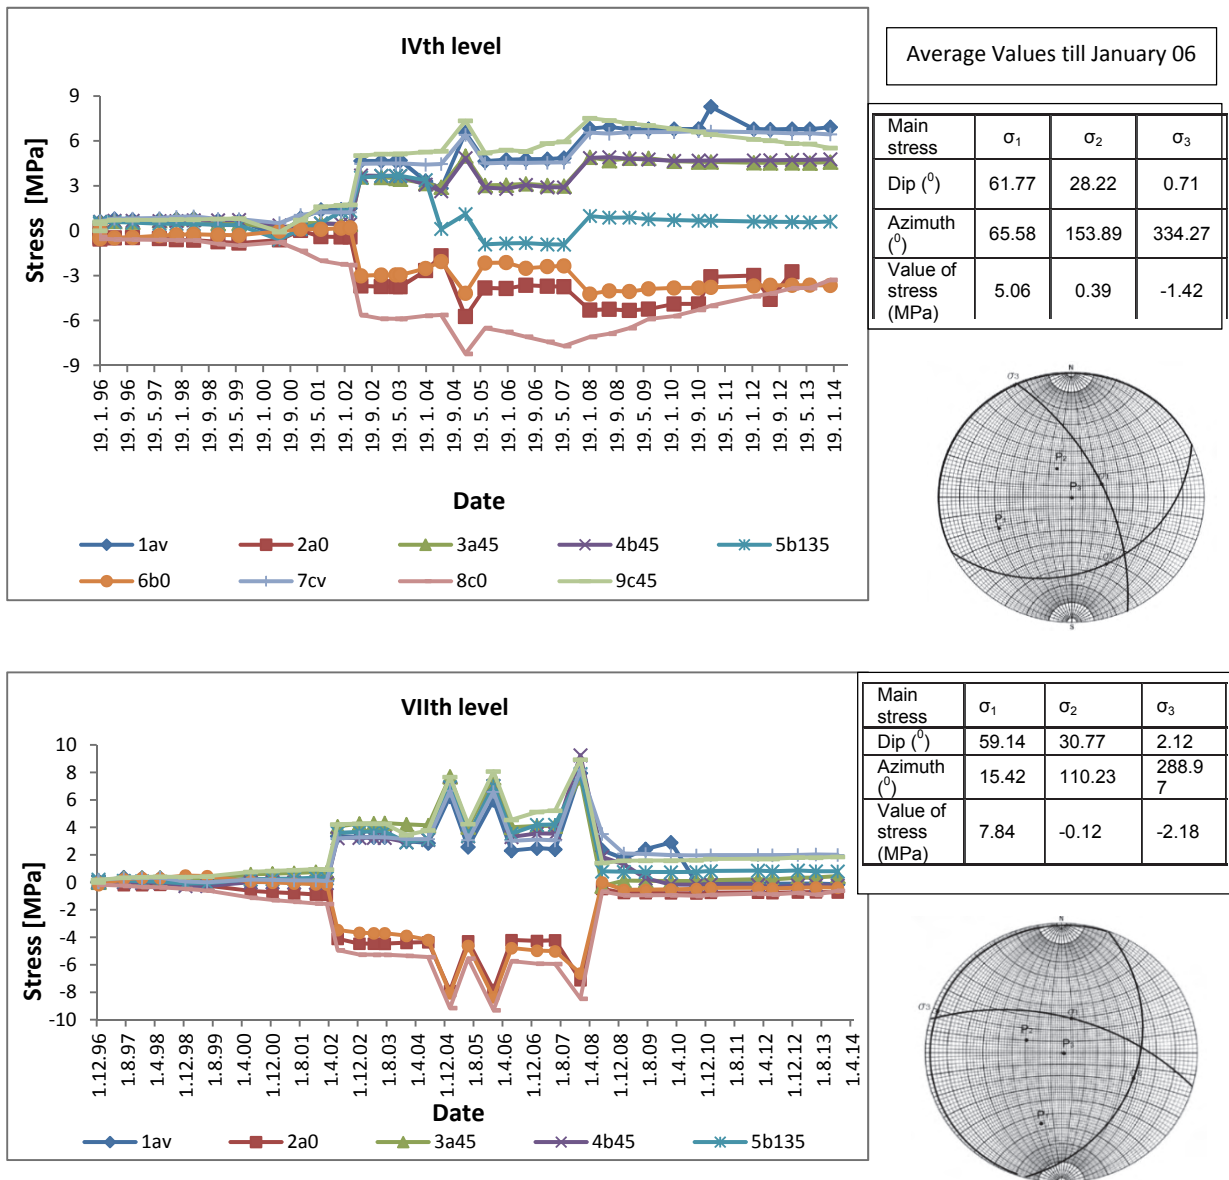 IVth level
Average Values till January 06
Stress [MPa]
9
6
3
0
-3
-6
-9
19. 1. 96
19. 9. 96
19. 5. 97
19. 1. 98
19. 9. 98
19. 5. 99
19. 1. 00
19. 9. 00
19. 5. 01
19. 1. 02
19. 9. 02
19. 5. 03
19. 1. 04
19. 9. 04
19. 5. 05
19. 1. 06
19. 9. 06
19. 5. 07
19. 1. 08
19. 9. 08
19. 5. 09
19. 1. 10
19. 9. 10
19. 5. 11
19. 1. 12
19. 9. 12
19. 5. 13
19. 1. 14
Date
1av 2a0 3a45 4b45 5b135
6b0 7cv 8c0 9c45
Main stress σ1 σ2 σ3
Dip (0) 61.77 28.22 0.71
Azimuth (0) 65.58 153.89 334.27
Value of stress (MPa) 5.06 0.39 -1.42
N
σ3
P2
σ1
P3
S
VIIth level
Stress [MPa]
10
8
6
4
2
0
-2
-4
-6
-8
-10
1.12.96
1.8.97
1.4.98
1.12.98
1.8.99
1.4.00
1.12.00
1.8.01
1.4.02
1.12.02
1.8.03
1.4.04
1.12.04
1.8.05
1.4.06
1.12.06
1.8.07
1.4.08
1.12.08
1.8.09
1.4.10
1.12.10
1.8.11
1.4.12
1.12.12
1.8.13
1.4.14
Date
1av 2a0 3a45 4b45 5b135
Main stress σ1 σ2 σ3
Dip (0) 59.14 30.77 2.12
Azimuth (0) 15.42 110.23 288.97
Value of stress (MPa) 7.84 -0.12 -2.18
N
σ3
σ1
P2
P3